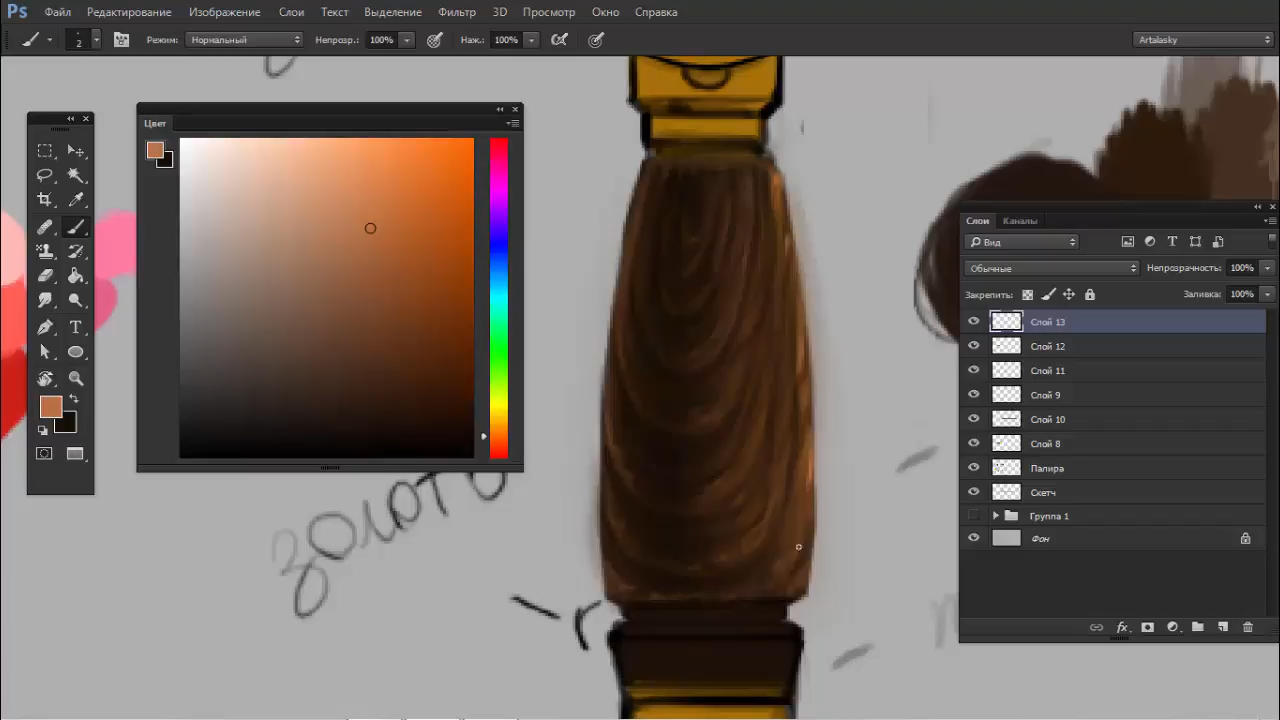 Ps Файл Редактирование Изображение Слои Текст Выделение Фильтр 3D Просмотр Окно Справка
2 Режим: Нормальный Непрозр.: 100% Наж.: 100% Artalasky
Цвет
Слои Каналы
Вид
Обычные Непрозрачность: 100%
Закрепить: Заливка: 100%
Слой 13
Слой 12
Слой 11
Слой 9
Слой 10
Слой 8
Палира
Скетч
Группа 1
Фон
золото